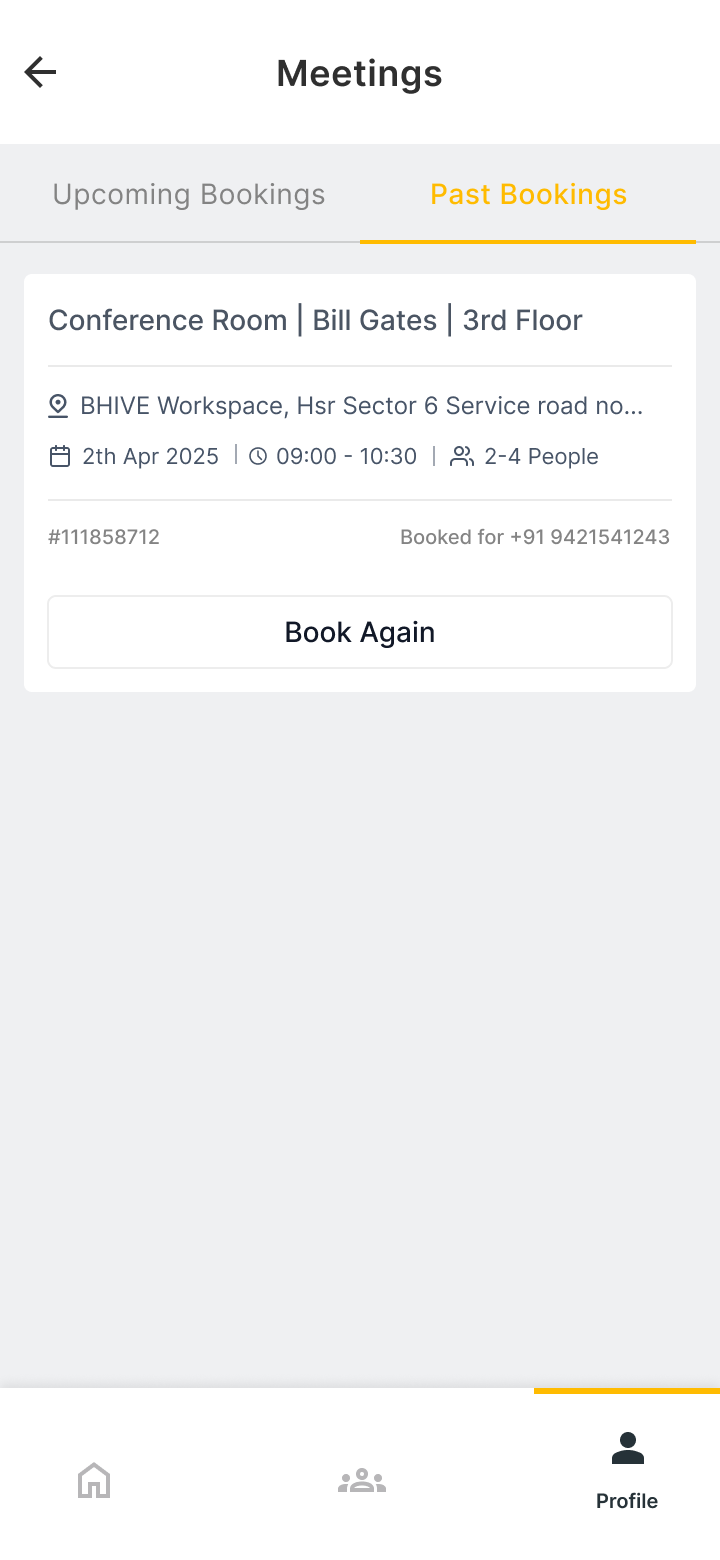 Meetings
Upcoming Bookings Past Bookings
Conference Room | Bill Gates | 3rd Floor
BHIVE Workspace, Hsr Sector 6 Service road no...
2th Apr 2025 | 09:00 - 10:30 | 2-4 People
#111858712 Booked for +91 9421541243
Book Again
Profile